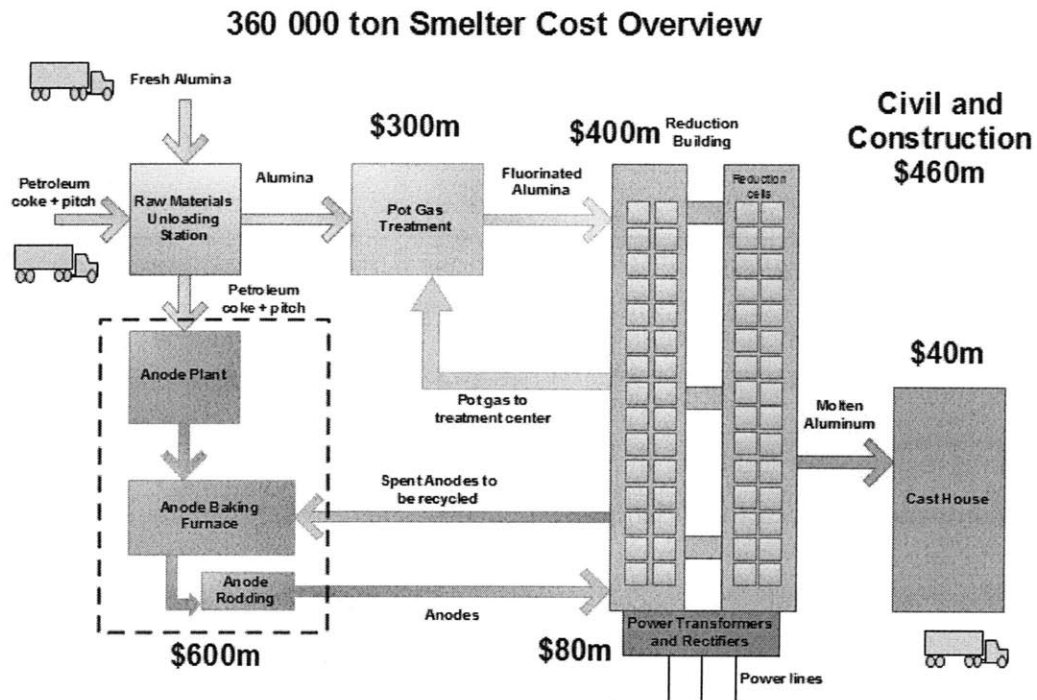 360 000 ton Smelter Cost Overview
Fresh Alumina
$300m
$400m
Reduction
Building
Civil and
Construction
$460m
Petroleum
coke + pitch
Raw Materials
Unloading
Station
Alumina
Pot Gas
Treatment
Fluorinated
Alumina
Reduction
cells
Petroleum
coke + pitch
Anode Plant
Pot gas to
treatment center
$40m
Molten
Aluminum
Spent Anodes to
be recycled
Anode Baking
Furnace
Cast House
Anode
Rodding
Anodes
$600m
$80m
Power Transformers
and Rectifiers
Power lines